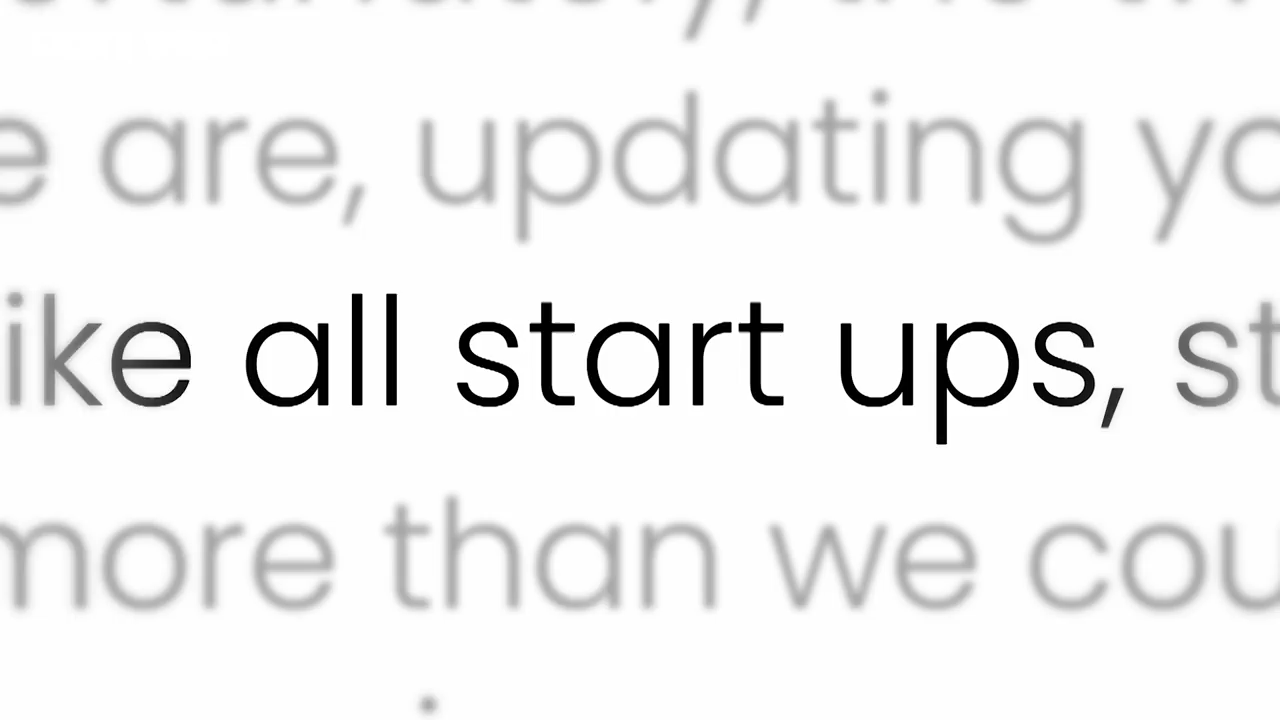 e are, updating yo
ike all start ups, st
more than we cou